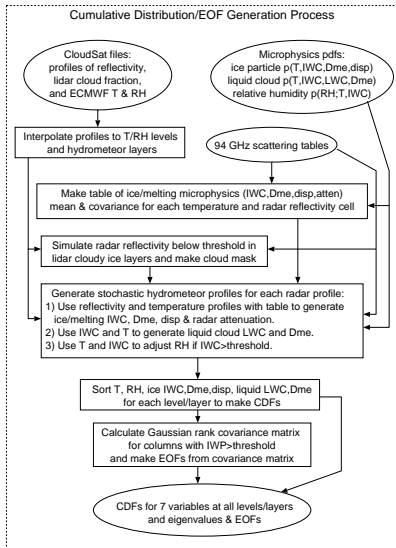 Cumulative Distribution/EOF Generation Process
CloudSat files:
profiles of reflectivity,
lidar cloud fraction,
and ECMWF T & RH
Microphysics pdfs:
ice particle p(T,IWC,Dme,disp)
liquid cloud p(T,IWC,LWC,Dme)
relative humidity p(RH;T,IWC)
Interpolate profiles to T/RH levels
and hydrometeor layers
94 GHz scattering tables
Make table of ice/melting microphysics (IWC,Dme,disp,atten)
mean & covariance for each temperature and radar reflectivity cell
Simulate radar reflectivity below threshold in
lidar cloudy ice layers and make cloud mask
Generate stochastic hydrometeor profiles for each radar profile:
1) Use reflectivity and temperature profiles with table to generate
ice/melting IWC, Dme, disp & radar attenuation.
2) Use IWC and T to generate liquid cloud LWC and Dme.
3) Use T and IWC to adjust RH if IWC>threshold.
Sort T, RH, ice IWC,Dme,disp, liquid LWC,Dme
for each level/layer to make CDFs
Calculate Gaussian rank covariance matrix
for columns with IWP>threshold
and make EOFs from covariance matrix
CDFs for 7 variables at all levels/layers
and eigenvalues & EOFs